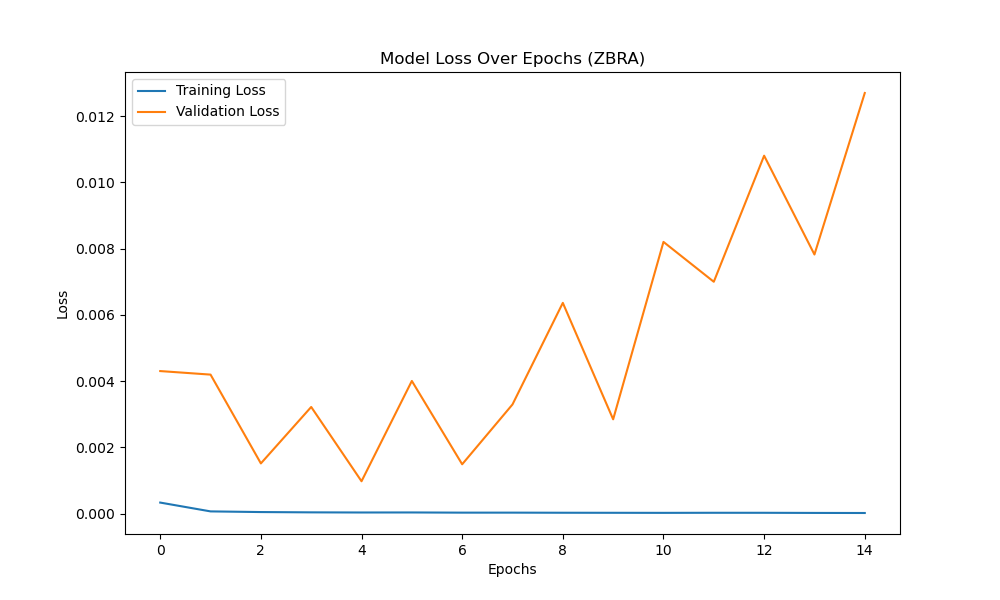 Model Loss Over Epochs (ZBRA)
Training Loss
Validation Loss
0.012
0.010
0.008
0.006
0.004
0.002
0.000
Loss
0 2 4 6 8 10 12 14
Epochs